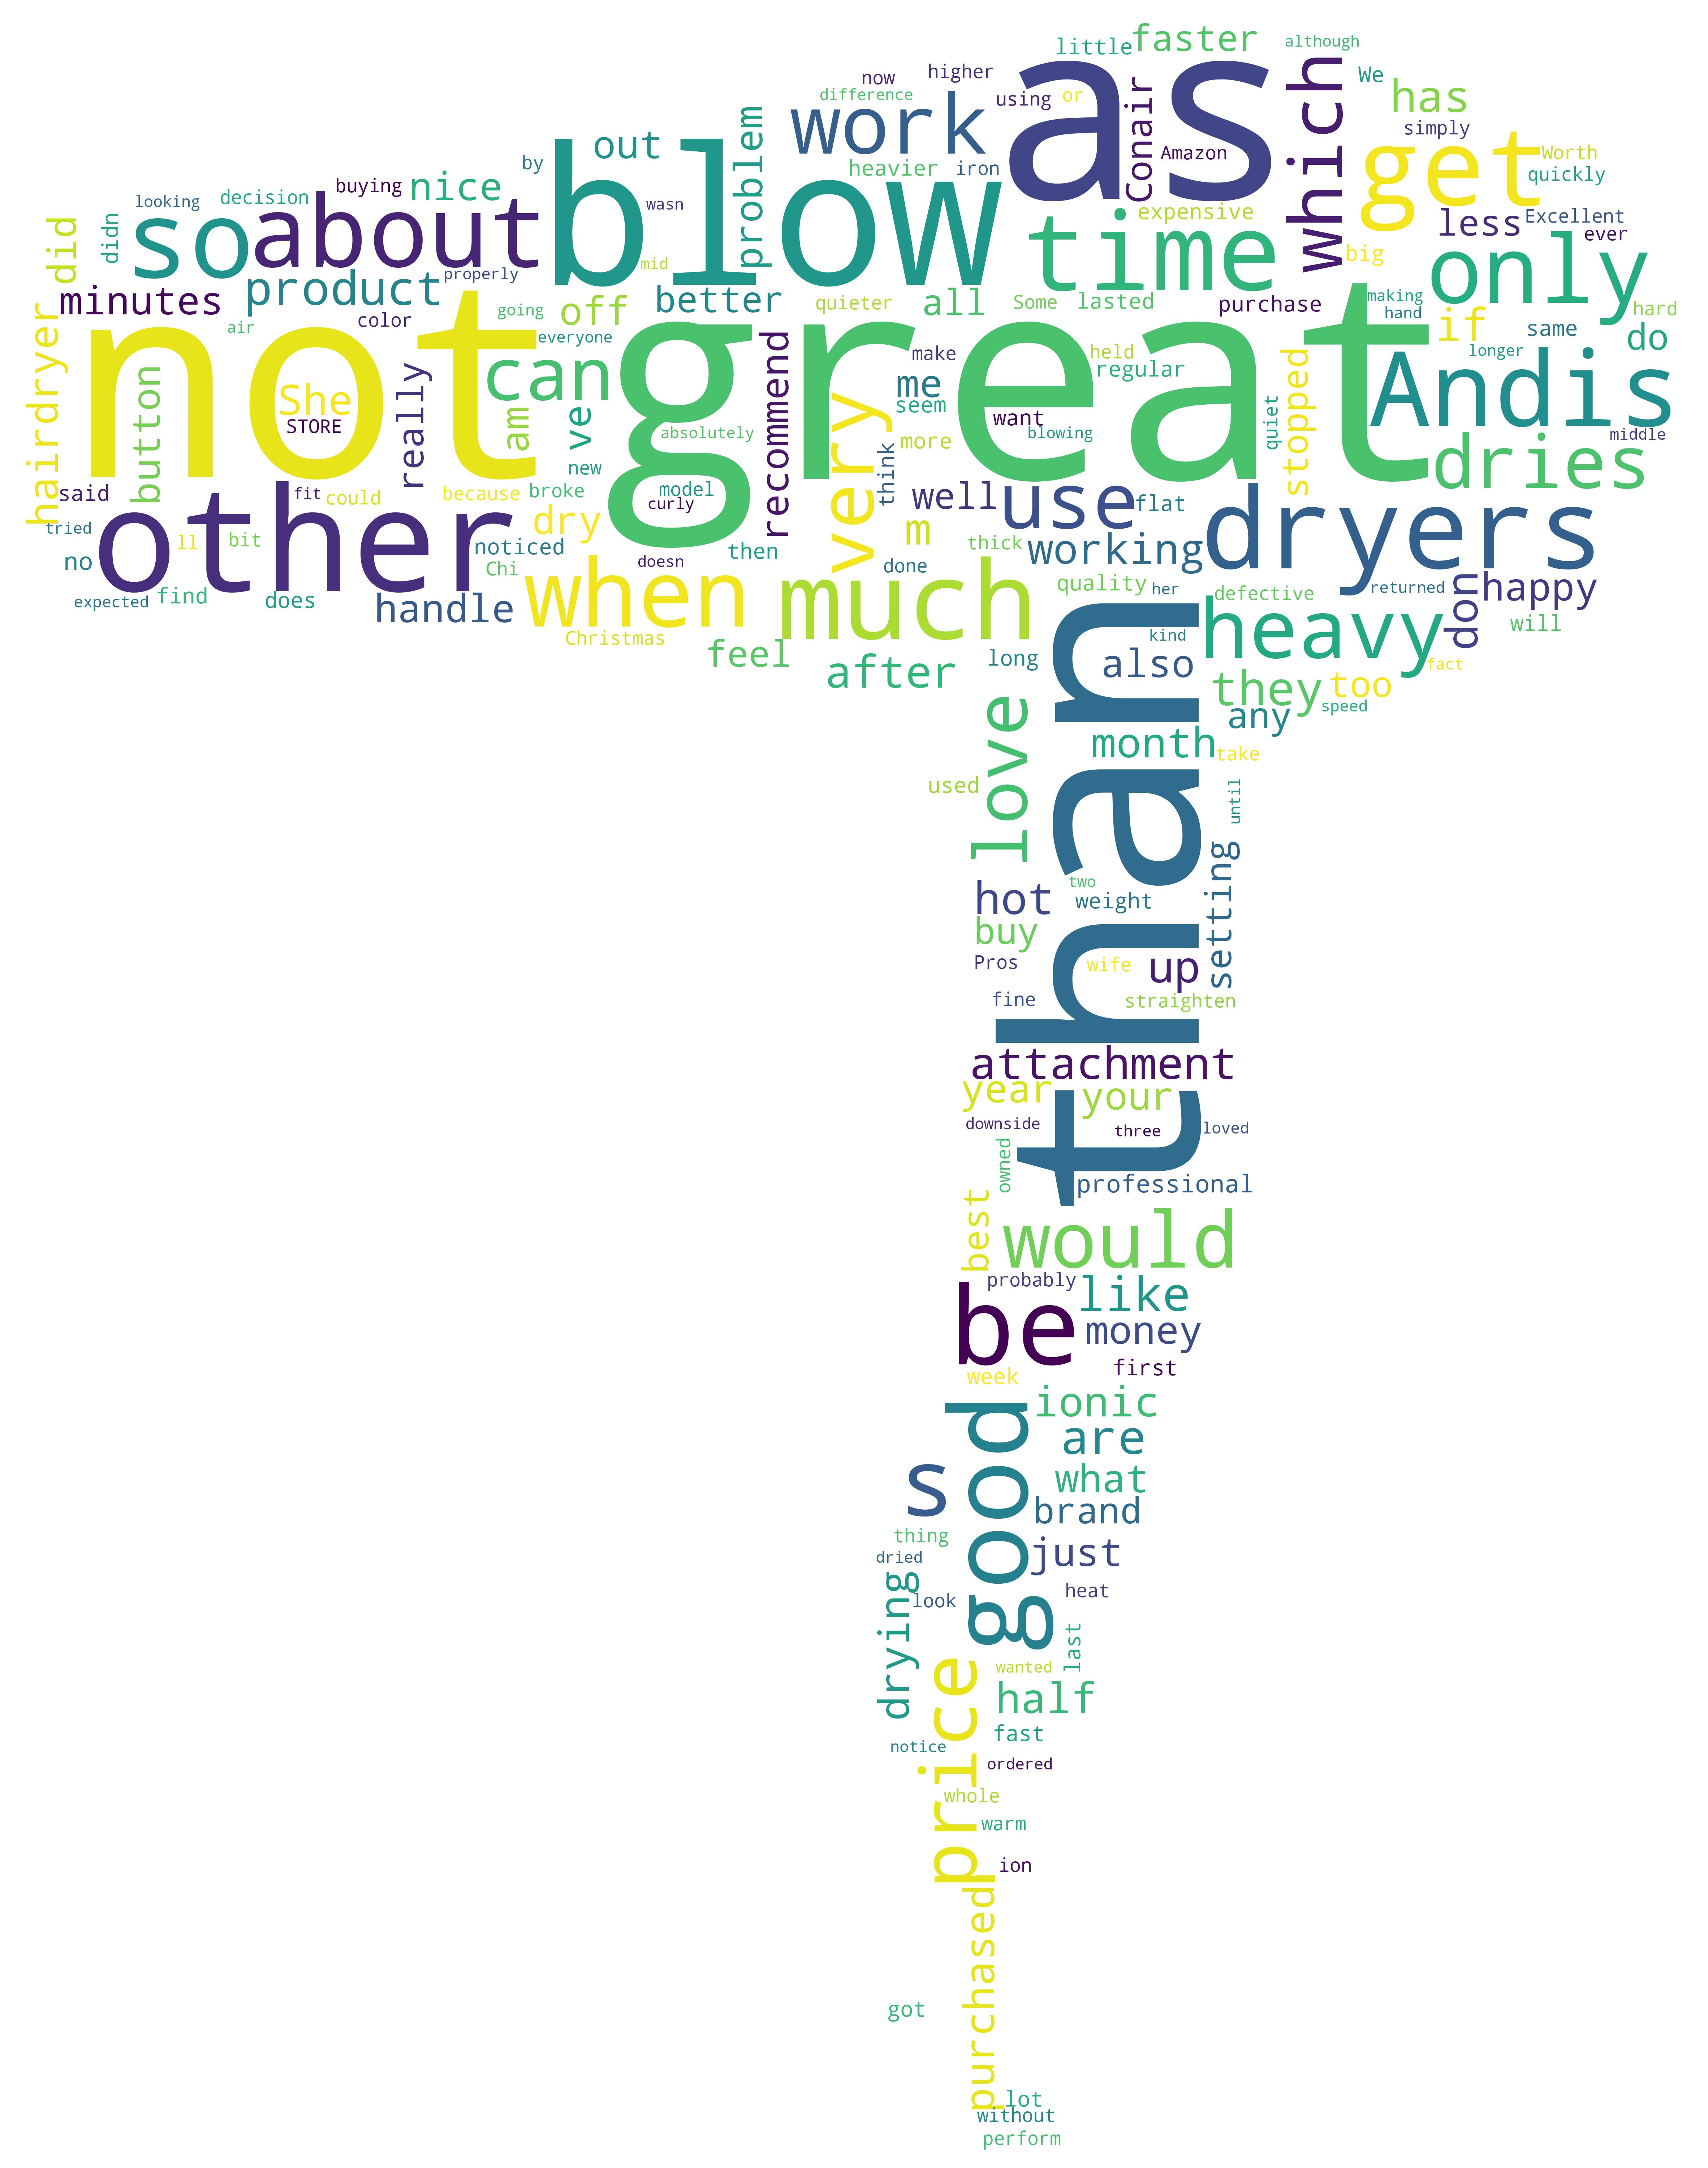 little faster although
as
now higher
which
We
difference
using or
Conair
has
work
simply
problem
blow
out
by
heavier iron
Amazon
get
Worth
quickly
looking decision buying nice
wasn
expensive
less Excellent
did
didn
so about
time
ever
only
big
mid
product
properly
minutes
better
off
going
quieter all Some lasted
purchase
making
hand
if
same
hard
do
air
color
everyone
not great
hairdryer
button
She
STORE
really
am
can
ve
recommend
make
me
seem
held
regular
stopped
longer
Andis
very
more
want
blowing
quiet
absolutely
middle
new
think
dries
said
fit could because broke
model
curly
well use flat
dryers
other
tried
no
ll bit
dry
noticed
Chi
doesn
then
m
done
thick working
expected find does
handle
when
much
quality her
defective
returned
don
happy
heavy
Christmas
feel
after
long
kind
also
will
fact
they too
any speed
than
love
month take
used
until
setting
hot
two
weight
buy
Pros
wife up
fine
straighten
attachment
year your
downside
three
loved
owned
professional
best
would
probably
be
like
money
first
week
good
ionic
are
s
what
brand
thing
just
dried
drying
look
heat
last
price
wanted
half
fast
notice
ordered
whole
warm
ion
purchased
got
lot
without
perform